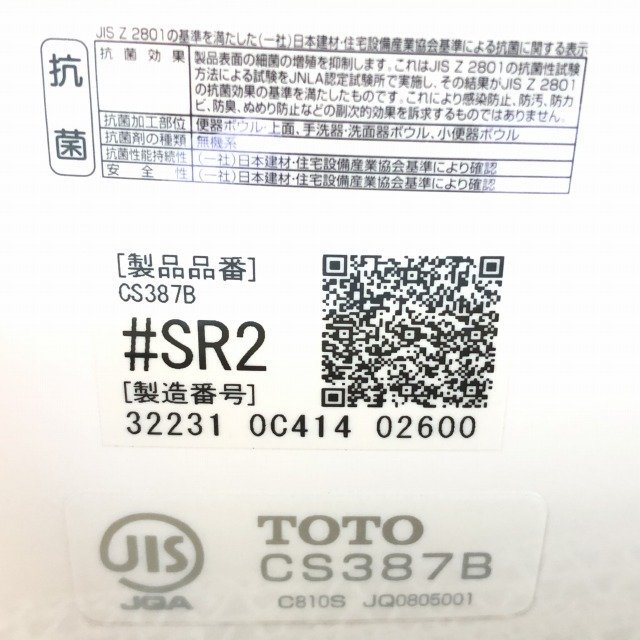 JIS Z 2801の基準を満たした(一社)日本建材・住宅設備産業協会基準による抗菌に関する表示
抗菌
抗菌効果 製品表面の細菌の増殖を抑制します。これはJIS Z 2801の抗菌性試験
方法による試験をJNLA認定試験所で実施し、その結果がJIS Z 2801
の抗菌効果の基準を満たしたものです。これにより感染防止、防汚、防カ
ビ、防臭、ぬめり防止などの副次的効果を訴求するものではありません。
抗菌加工部位 便器ボウル・上面、手洗器・洗面器ボウル、小便器ボウル
抗菌剤の種類 無機系
抗菌性能持続性 (一社)日本建材・住宅設備産業協会基準により確認
安全性 (一社)日本建材・住宅設備産業協会基準により確認
[製品品番]
CS387B
#SR2
[製造番号]
32231 0C414 02600
JIS
JQA
TOTO
CS387B
C810S JQ0805001